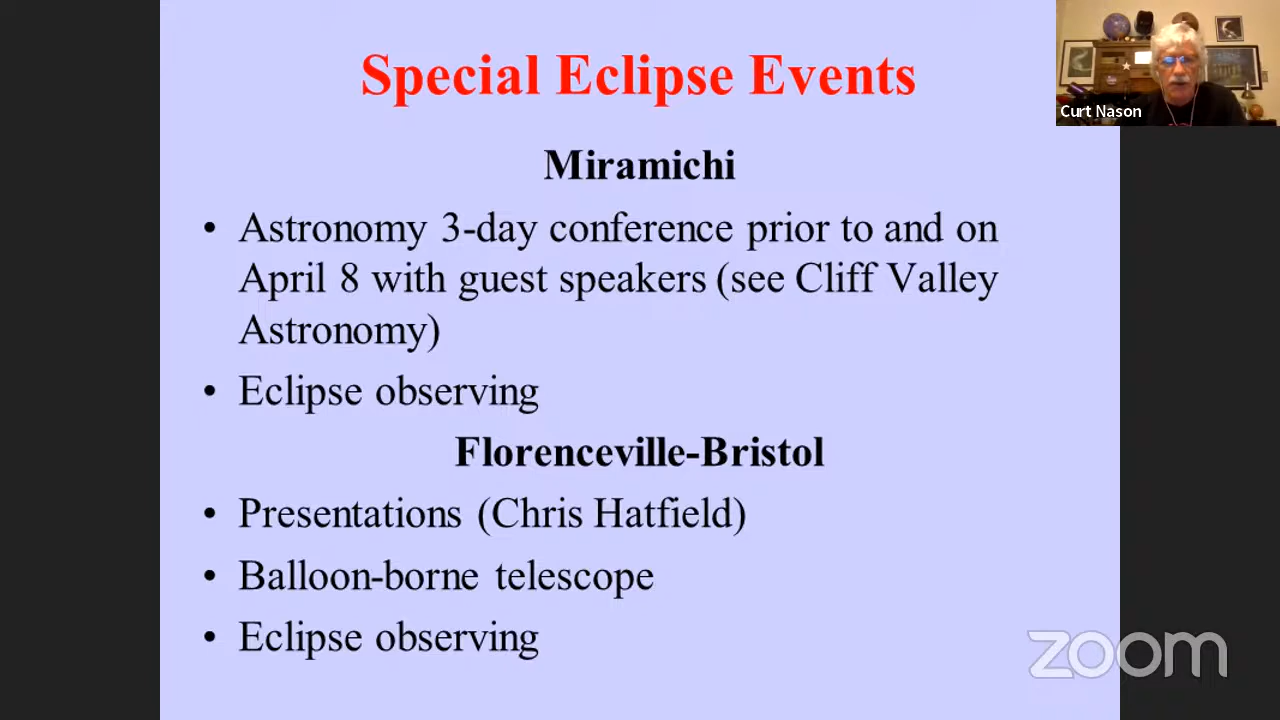 Special Eclipse Events
Curt Nason
Miramichi
• Astronomy 3-day conference prior to and on
April 8 with guest speakers (see Cliff Valley
Astronomy)
• Eclipse observing
Florenceville-Bristol
• Presentations (Chris Hatfield)
• Balloon-borne telescope
• Eclipse observing
zoom